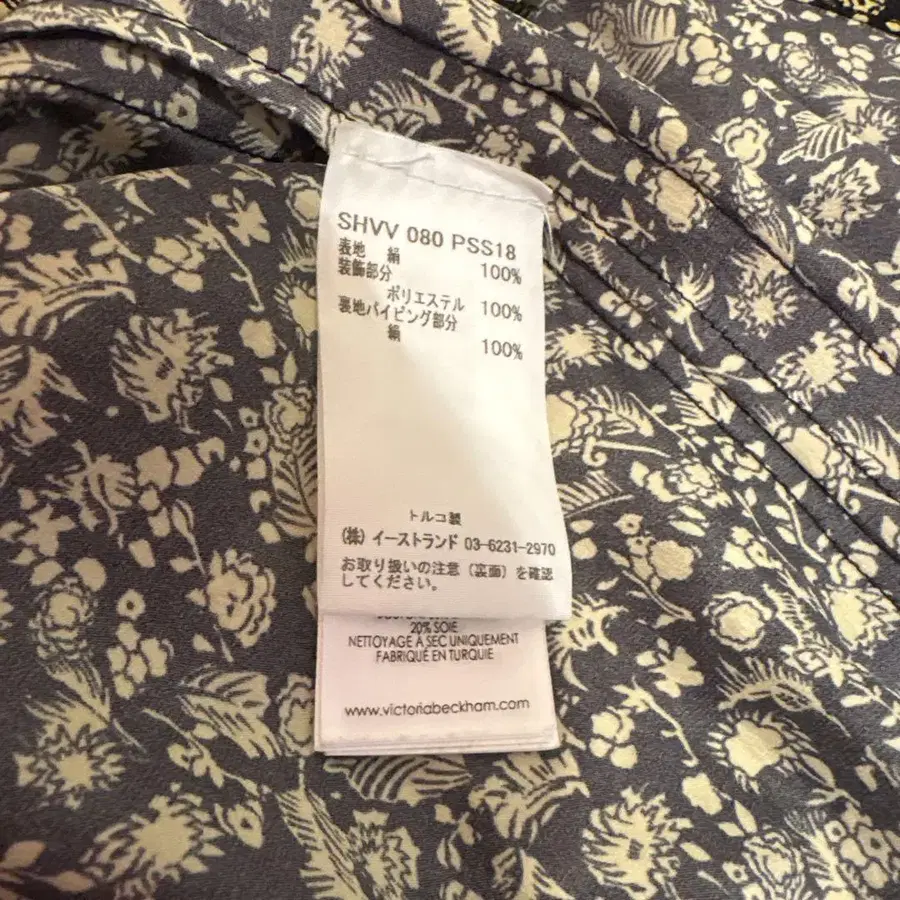 SHVV 080 PSS18
表地 絹 100%
装飾部分
ポリエステル 100%
裏地パイピング部分
絹 100%
トルコ製
(株) イーストランド 03-6231-2970
お取り扱いの注意 (裏面) を確認
してください。
20% SOIE
NETTOYAGE A SEC UNIQUEMENT
FABRIQUÉ EN TURQUIE
www.victoriabeckham.com